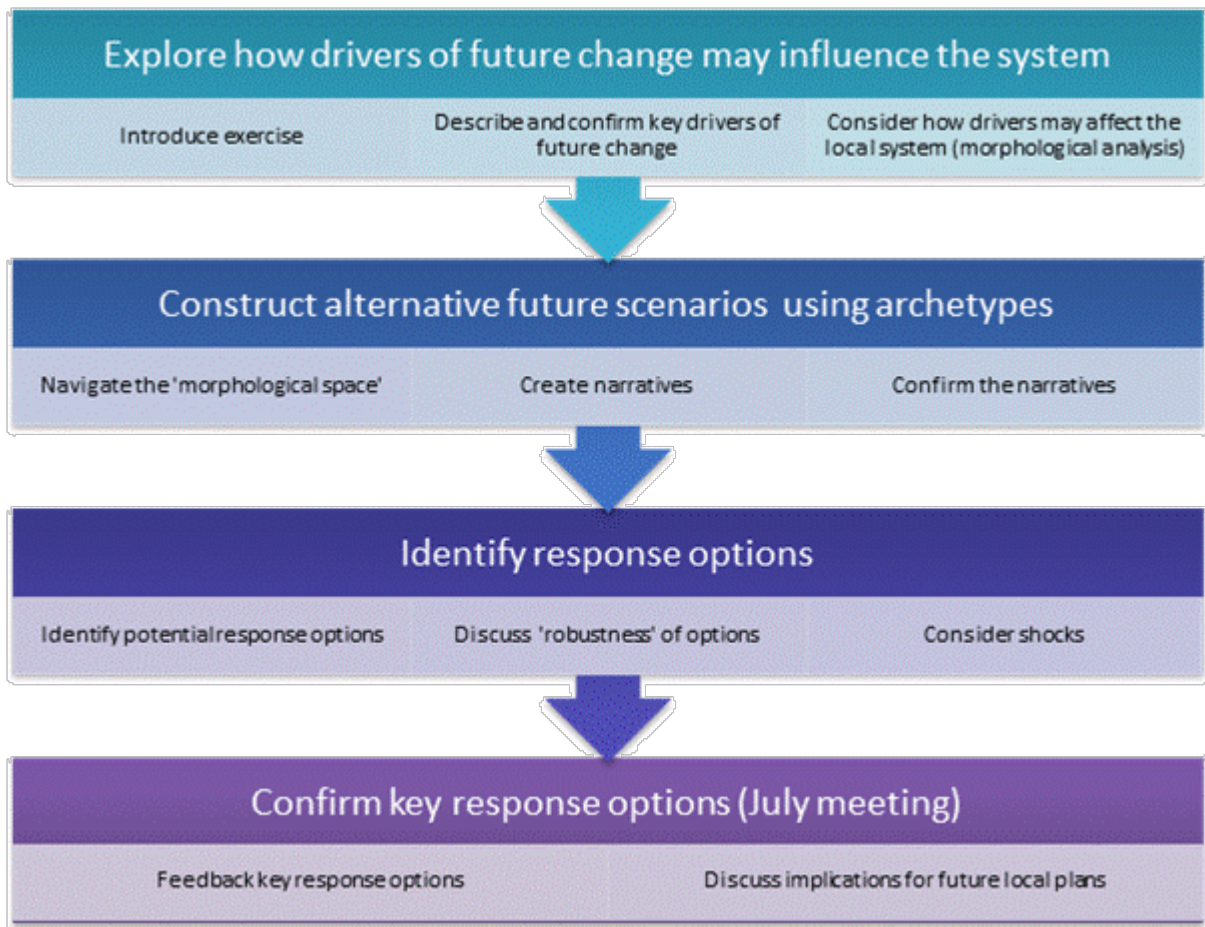 Explore how drivers of future change may influence the system
Introduce exercise
Describe and confirm key drivers of
future change
Consider how drivers may affect the
local system (morphological analysis)
Construct alternative future scenarios using archetypes
Navigate the 'morphological space'
Create narratives
Confirm the narratives
Identify response options
Identify potential response options
Discuss 'robustness' of options
Consider shocks
Confirm key response options (July meeting)
Feedback key response options
Discuss implications for future local plans